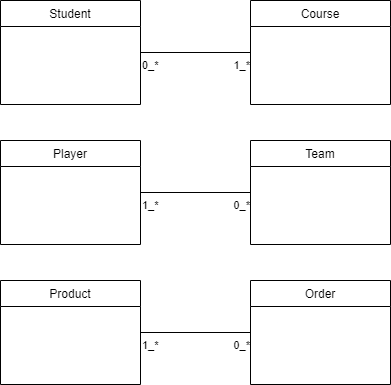 Student
Course
0_*
1_*
Player
Team
1_*
0_*
Product
Order
1_*
0_*